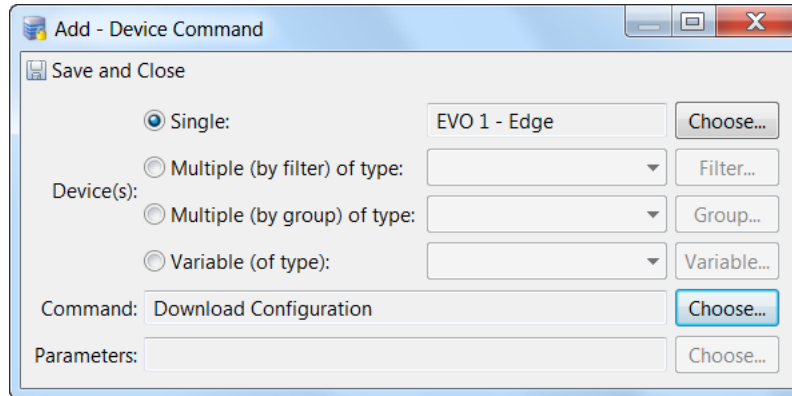 Add - Device Command
Save and Close
Single: EVO 1 - Edge Choose...
Multiple (by filter) of type: Filter...
Device(s):
Multiple (by group) of type: Group...
Variable (of type): Variable...
Command: Download Configuration Choose...
Parameters: Choose...